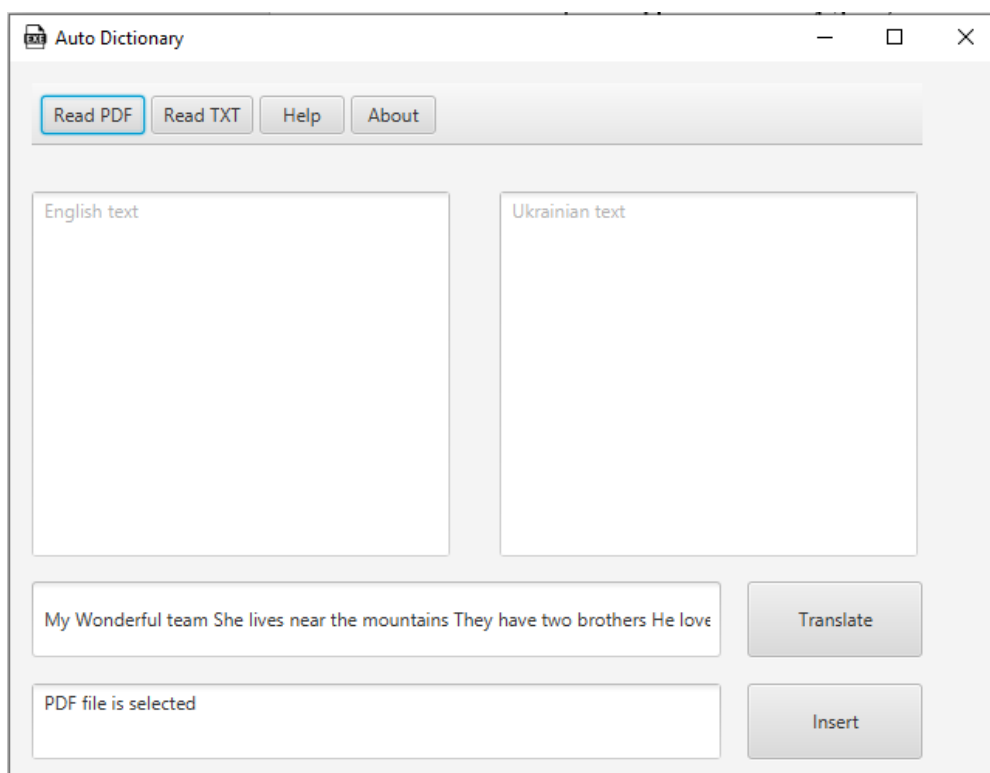 Auto Dictionary
Read PDF Read TXT Help About
English text Ukrainian text
My Wonderful team She lives near the mountains They have two brothers He love Translate
PDF file is selected
Insert